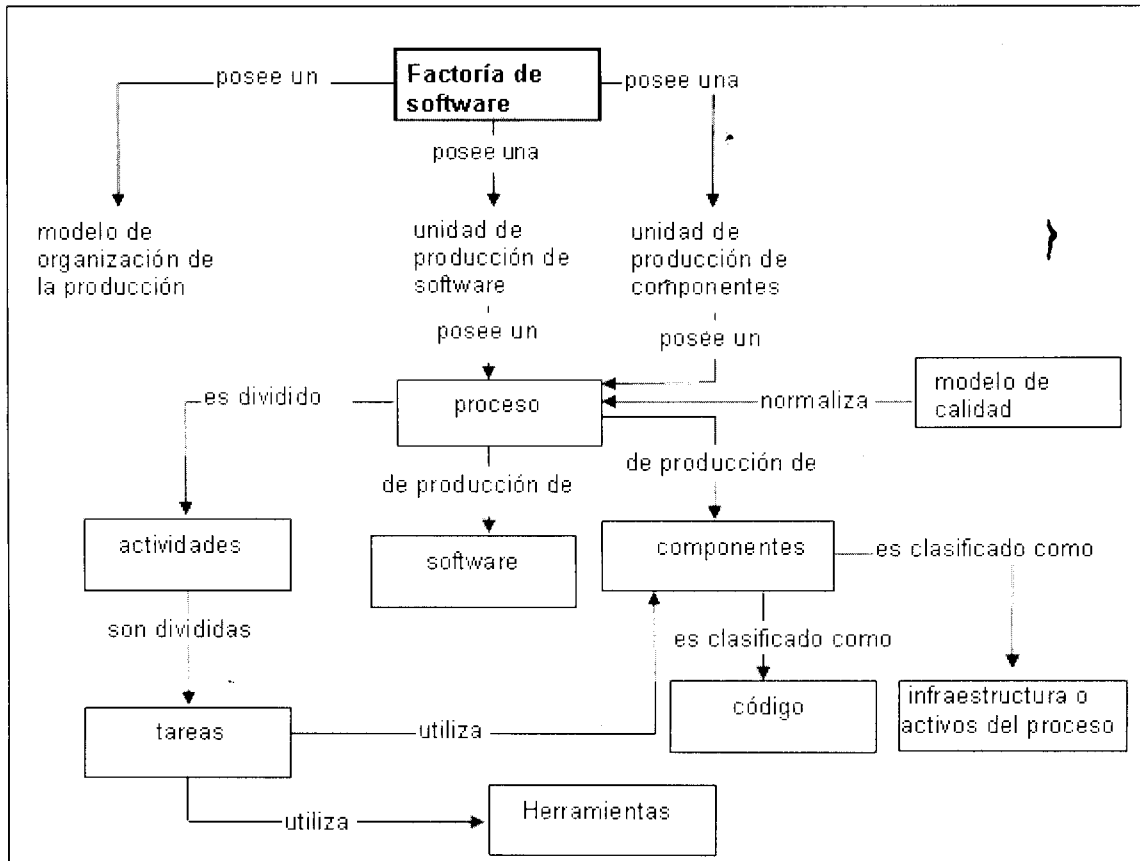 posee un
Factoría de
software
posee una
posee una
modelo de
organización de
la producción
unidad de
producción de
software
unidad de
producción de
componentes
posee un
posee un
es dividido
proceso
normaliza
modelo de
calidad
de producción de
de producción de
actividades
software
componentes
es clasificado como
son divididas
es clasificado como
tareas
utiliza
código
infraestructura o
activos del proceso
utiliza
Herramientas